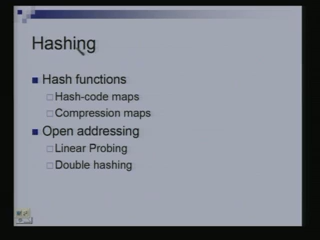 Hashing
Hash functions
Hash-code maps
Compression maps
Open addressing
Linear Probing
Double hashing